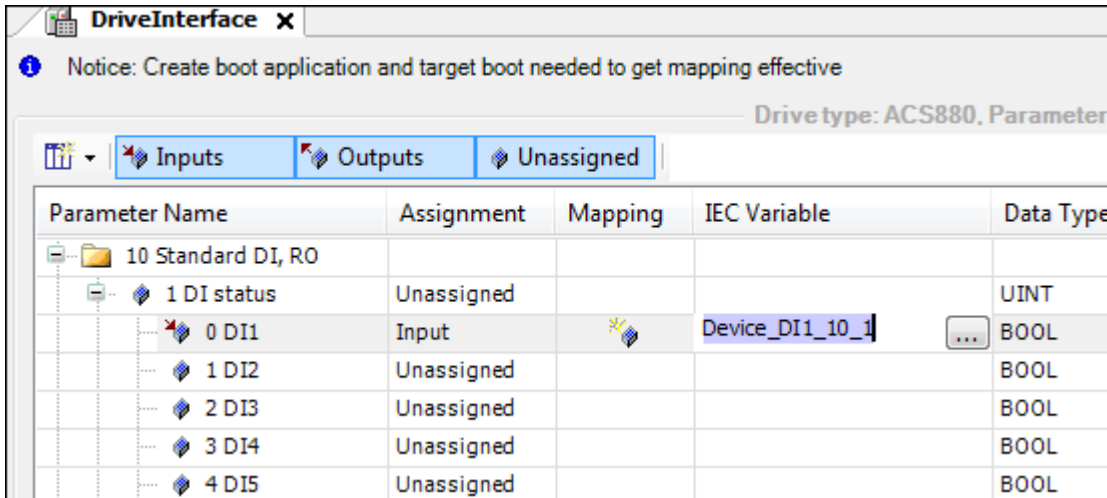 DriveInterface X
Notice: Create boot application and target boot needed to get mapping effective
Drive type: ACS880, Parameter
Inputs Outputs Unassigned
Parameter Name Assignment Mapping IEC Variable Data Type
10 Standard DI, RO
1 DI status Unassigned UINT
0 DI1 Input Device_DI1_10_1 ... BOOL
1 DI2 Unassigned BOOL
2 DI3 Unassigned BOOL
3 DI4 Unassigned BOOL
4 DI5 Unassigned BOOL